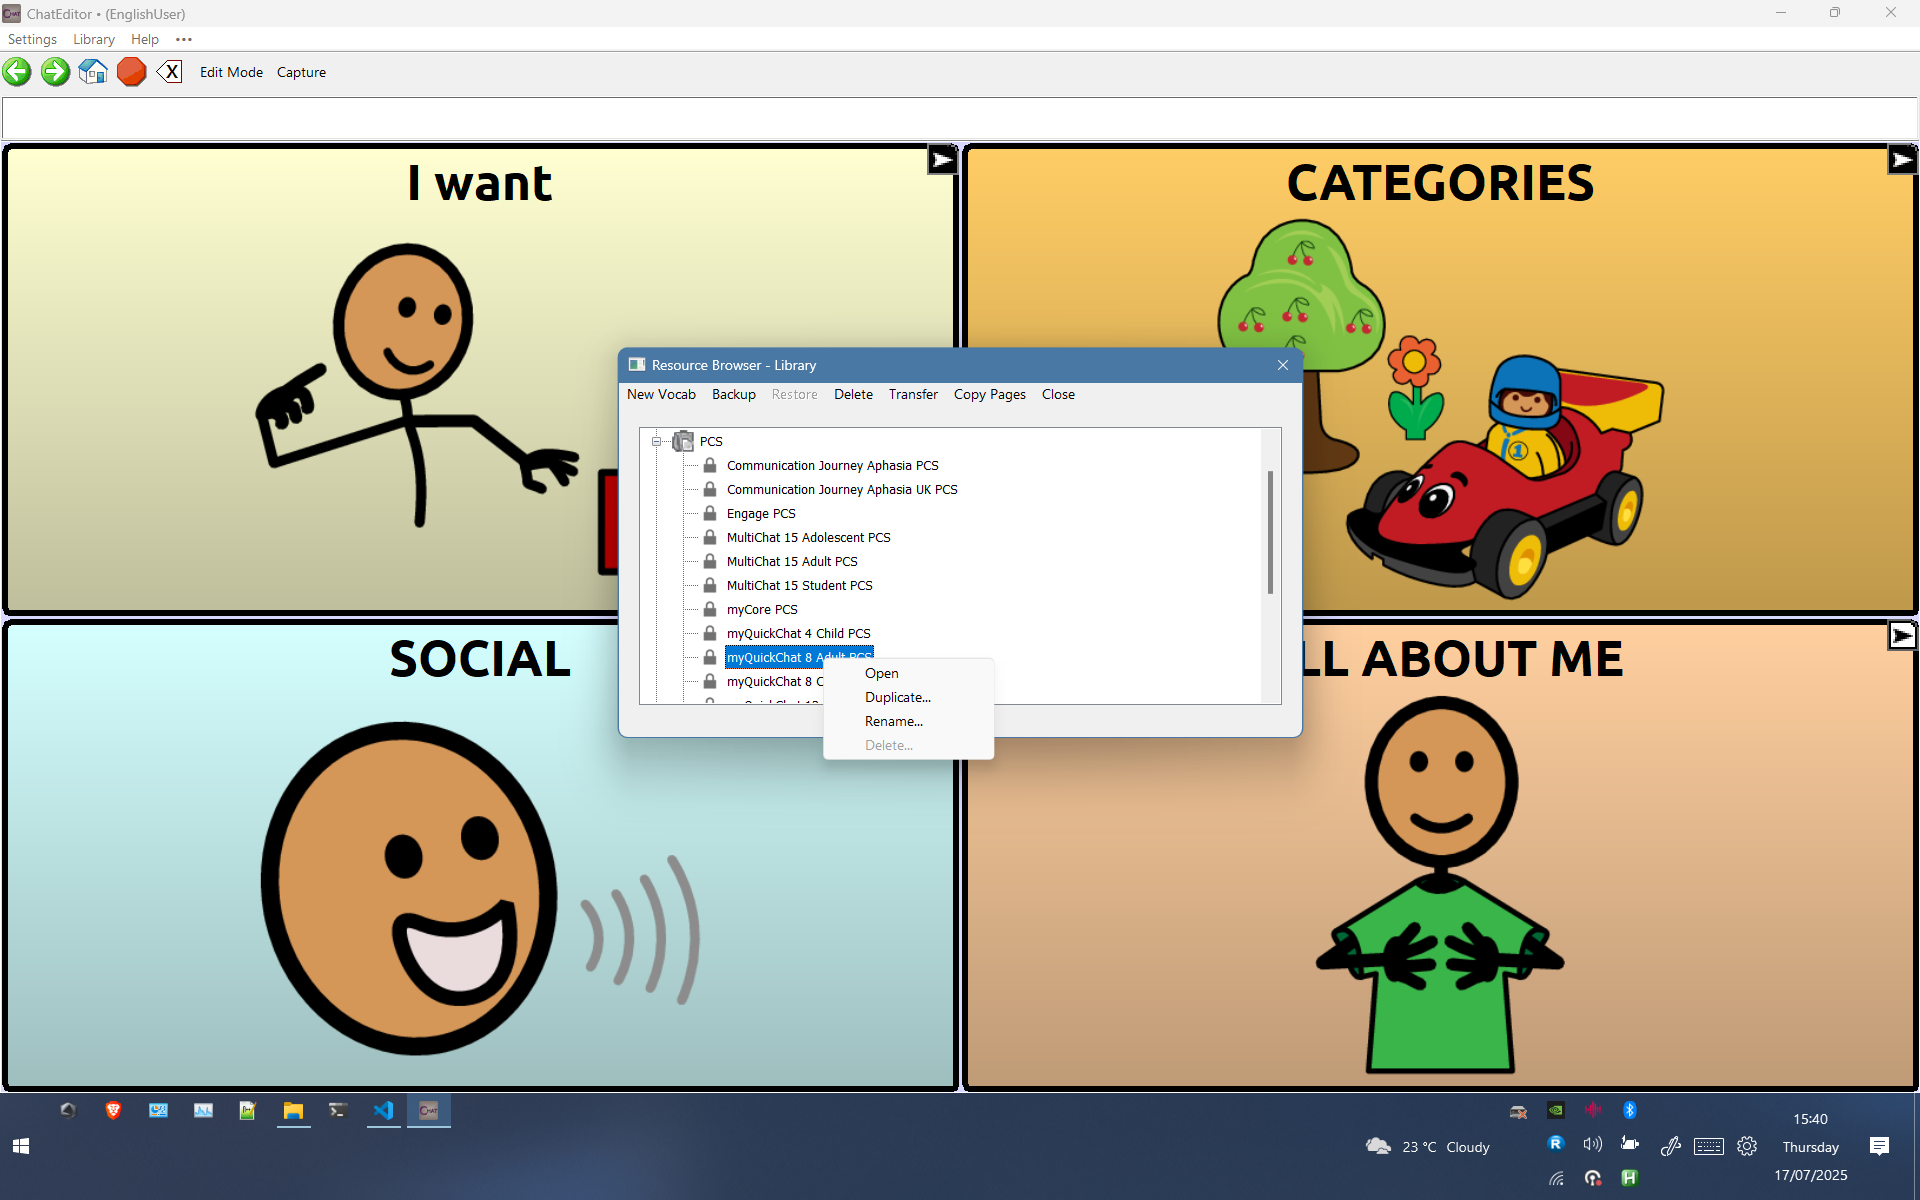 ChatEditor • (EnglishUser)
Settings Library Help •••
X Edit Mode Capture
I want
CATEGORIES
Resource Browser - Library
New Vocab Backup Restore Delete Transfer Copy Pages Close
PCS
Communication Journey Aphasia PCS
Communication Journey Aphasia UK PCS
Engage PCS
MultiChat 15 Adolescent PCS
MultiChat 15 Adult PCS
MultiChat 15 Student PCS
myCore PCS
myQuickChat 4 Child PCS
myQuickChat 8 Adult PCS
myQuickChat 8 C
Open
Duplicate...
Rename...
Delete...
1
SOCIAL
LL ABOUT ME
CHAT
23 °C Cloudy
15:40
Thursday
17/07/2025
R
H